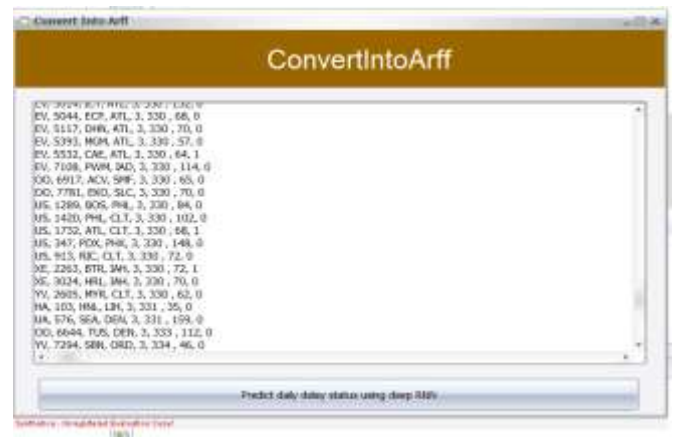 Convert Into Arff
ConvertIntoArff
EV, 5044, ECP, ATL, 3, 330 , 68, 0
EV, 5117, DHN, ATL, 3, 330 , 70, 0
EV, 5393, MGM, ATL, 3, 330 , 57, 0
EV, 5532, CAE, ATL, 3, 330 , 64, 1
EV, 7108, PWM, IAD, 3, 330 , 114, 0
OO, 6917, ACV, SMF, 3, 330 , 65, 0
OO, 7781, EKO, SLC, 3, 330 , 70, 0
US, 1289, BOS, PHL, 3, 330 , 84, 0
US, 1420, PHL, CLT, 3, 330 , 102, 0
US, 1732, ATL, CLT, 3, 330 , 68, 1
US, 347, PDX, PHX, 3, 330 , 148, 0
US, 913, RIC, CLT, 3, 330 , 72, 0
XE, 2263, BTR, IAH, 3, 330 , 72, 1
XE, 3024, HRL, IAH, 3, 330 , 70, 0
YV, 2605, MYR, CLT, 3, 330 , 62, 0
HA, 103, HNL, LIH, 3, 331 , 35, 0
UA, 576, SEA, DEN, 3, 331 , 159, 0
OO, 6644, TUS, DEN, 3, 333 , 112, 0
YV, 7294, SBN, ORD, 3, 334 , 46, 0
Predict daily delay status using deep RNN